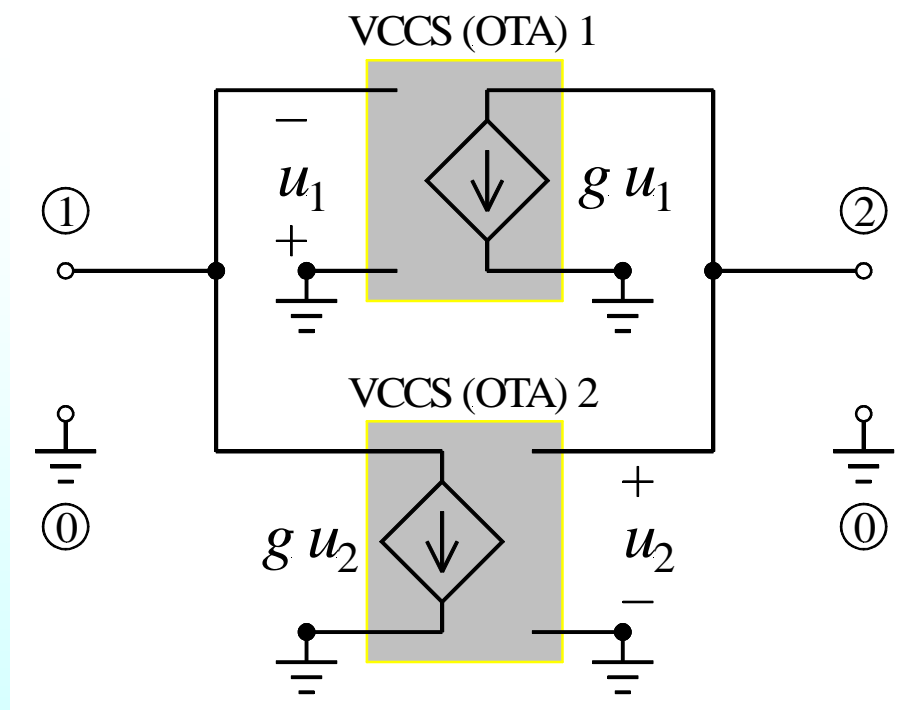 VCCS (OTA) 1
−
u₁
+
g u₁
①
②
VCCS (OTA) 2
+
g u₂
u₂
−
⓪
⓪